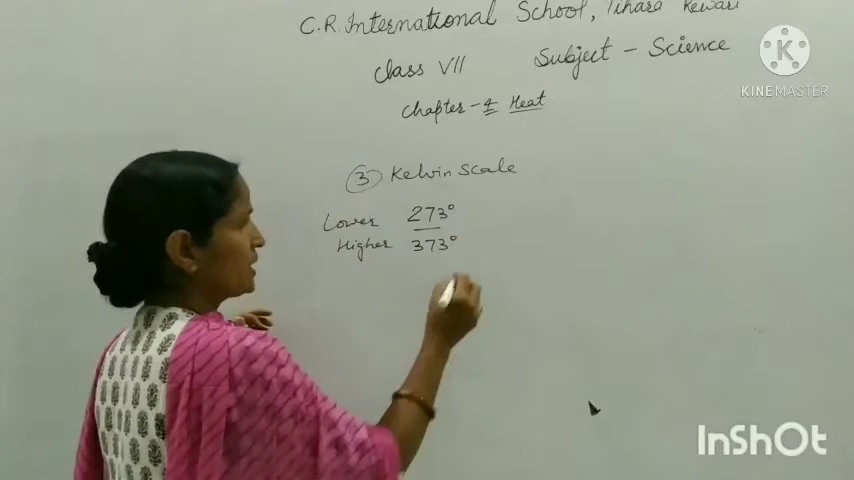 C.R. International School, Tihara Kewari
Class VII Subject - Science
Chapter - 4 Heat
3 Kelvin Scale
Lower 273°
Higher 373°
KINEMASTER
InShOt